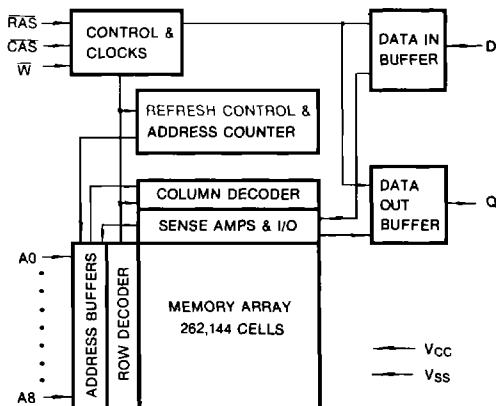 RAS
CAS
W
CONTROL &
CLOCKS
DATA IN
BUFFER
D
REFRESH CONTROL &
ADDRESS COUNTER
COLUMN DECODER
SENSE AMPS & I/O
DATA
OUT
BUFFER
Q
A0
A8
ADDRESS BUFFERS
ROW DECODER
MEMORY ARRAY
262,144 CELLS
VCC
VSS